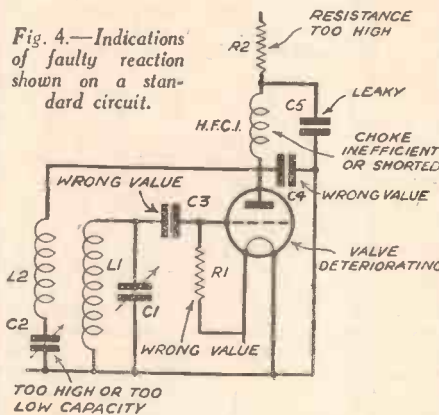 Fig. 4.—Indications
of faulty reaction
shown on a stan-
dard circuit.
RESISTANCE
TOO HIGH
R2
C5
LEAKY
H.F.C.I.
CHOKE
INEFFICIENT
OR SHORTED
WRONG VALUE
C3
C4
WRONG VALUE
L2
L1
C1
R1
VALVE
DETERIORATING
C2
WRONG VALUE
TOO HIGH OR TOO
LOW CAPACITY